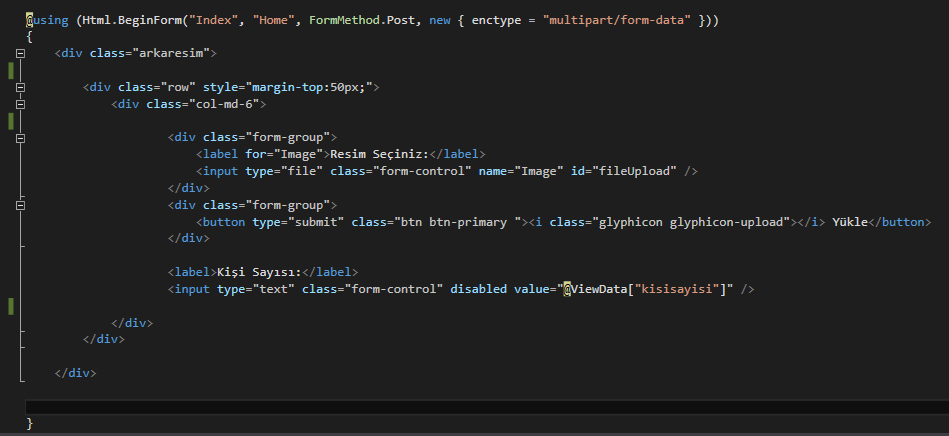 @using (Html.BeginForm("Index", "Home", FormMethod.Post, new { enctype = "multipart/form-data" }))
{
<div class="arkaresim">
<div class="row" style="margin-top:50px;">
<div class="col-md-6">
<div class="form-group">
<label for="Image">Resim Seçiniz:</label>
<input type="file" class="form-control" name="Image" id="fileUpload" />
</div>
<div class="form-group">
<button type="submit" class="btn btn-primary "><i class="glyphicon glyphicon-upload"></i> Yükle</button>
</div>
<label>Kişi Sayısı:</label>
<input type="text" class="form-control" disabled value="@ViewData["kisisayisi"]" />
</div>
</div>
</div>
}